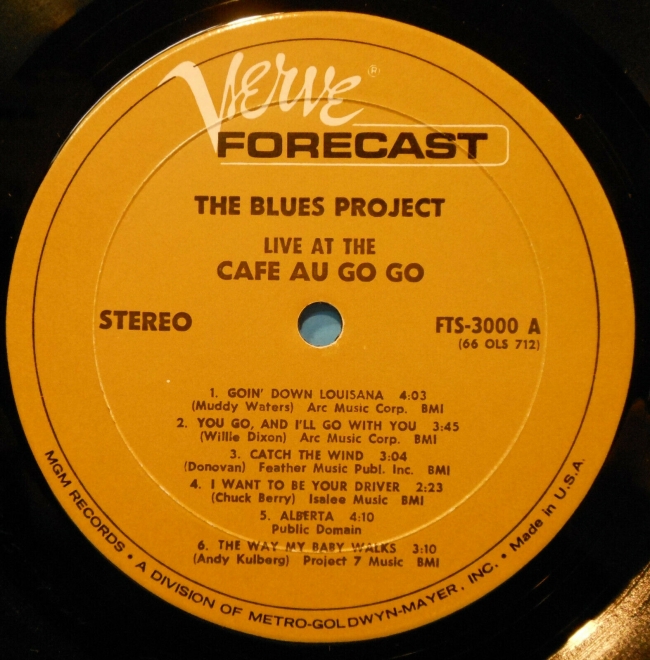 Verve ®
FORECAST
THE BLUES PROJECT
LIVE AT THE
CAFE AU GO GO
STEREO
FTS-3000 A
(66 OLS 712)
1. GOIN' DOWN LOUISANA 4:03
(Muddy Waters) Arc Music Corp. BMI
2. YOU GO, AND I'LL GO WITH YOU 3:45
(Willie Dixon) Arc Music Corp. BMI
3. CATCH THE WIND 3:04
(Donovan) Feather Music Publ. Inc. BMI
4. I WANT TO BE YOUR DRIVER 2:23
(Chuck Berry) Isalee Music BMI
5. ALBERTA 4:10
Public Domain
6. THE WAY MY BABY WALKS 3:10
(Andy Kulberg) Project 7 Music BMI
MGM RECORDS • A DIVISION OF METRO-GOLDWYN-MAYER, INC. • Made in U.S.A.